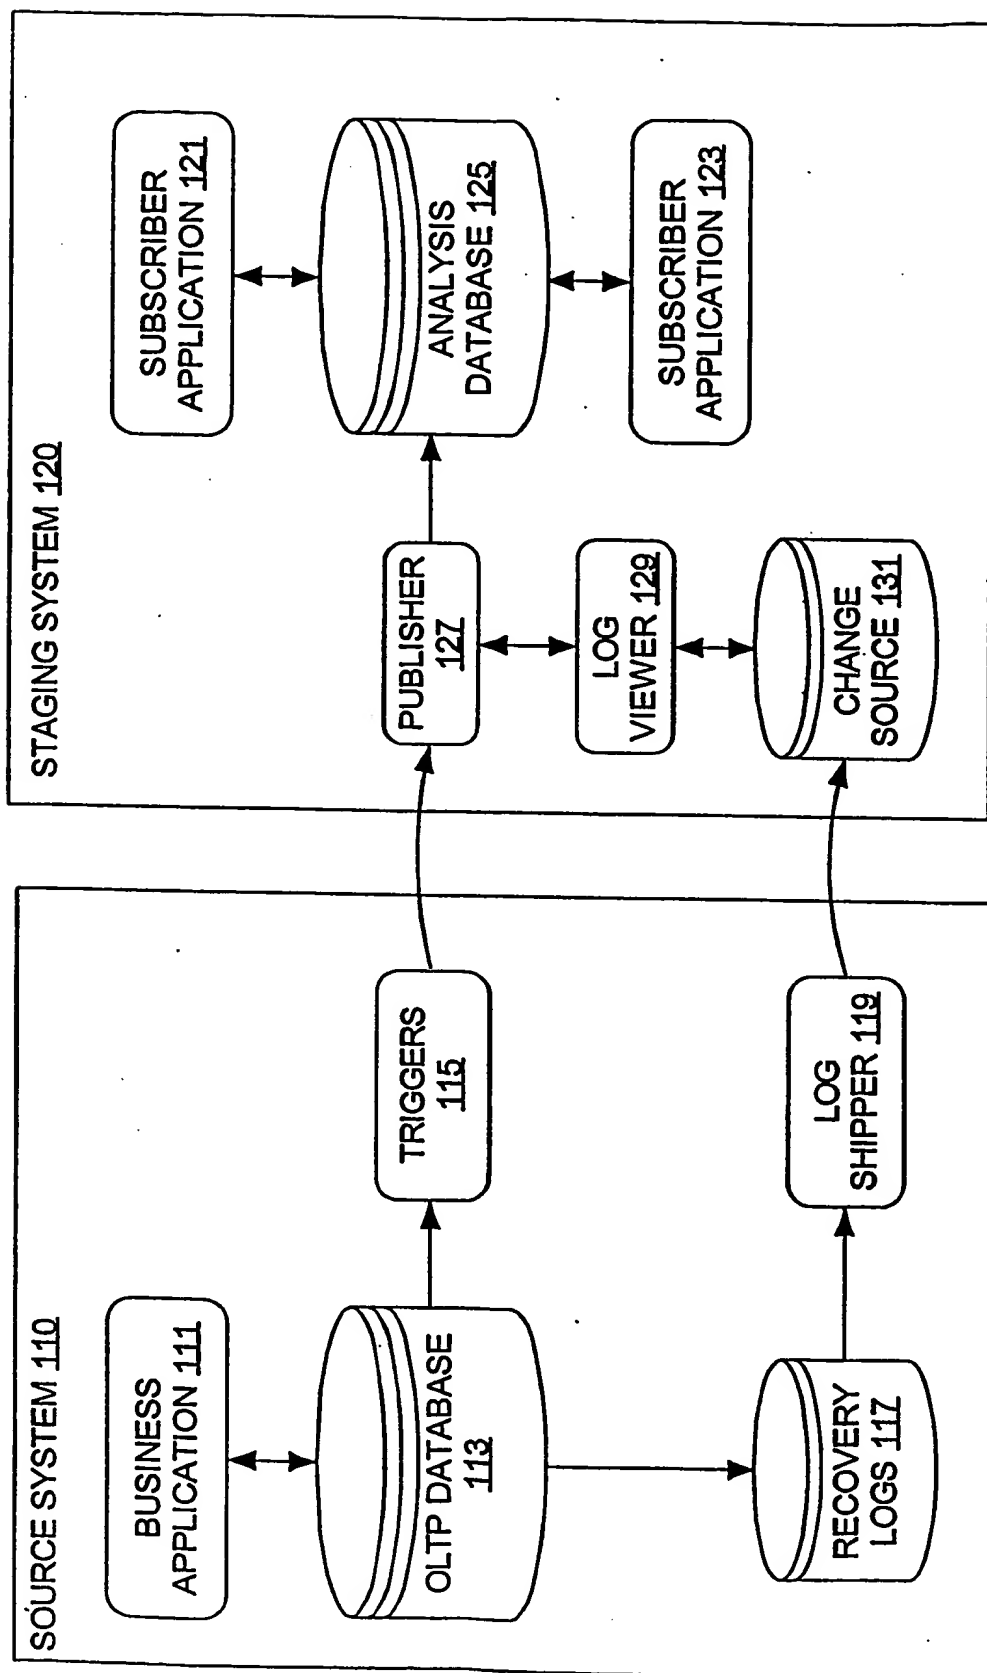 SOURCE SYSTEM 110
BUSINESS
APPLICATION 111
OLTP DATABASE
113
TRIGGERS
115
RECOVERY
LOGS 117
LOG
SHIPPER 119
STAGING SYSTEM 120
SUBSCRIBER
APPLICATION 121
PUBLISHER
127
ANALYSIS
DATABASE 125
LOG
VIEWER 129
SUBSCRIBER
APPLICATION 123
CHANGE
SOURCE 131